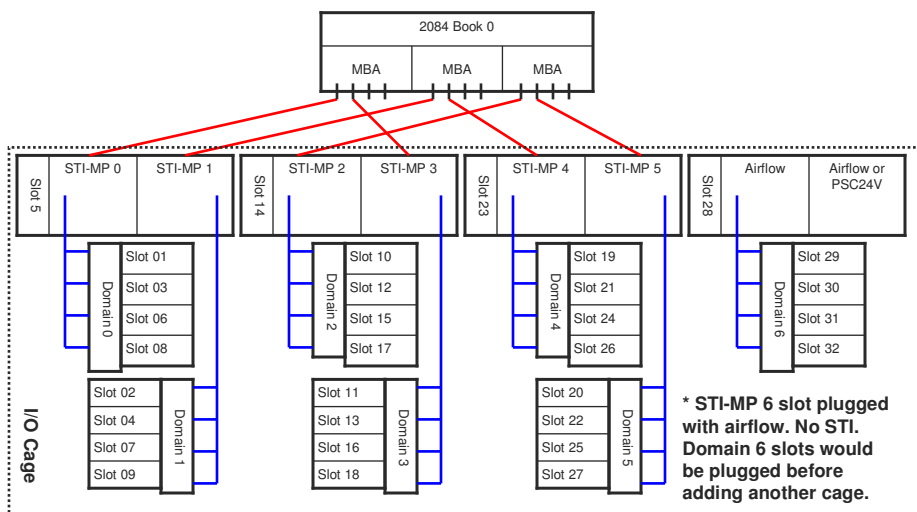 2084 Book 0
MBA
MBA
MBA
Slot 5
STI-MP 0
STI-MP 1
Slot 14
STI-MP 2
STI-MP 3
Slot 23
STI-MP 4
STI-MP 5
Slot 28
Airflow
Airflow or
PSC24V
Domain 0
Slot 01
Slot 03
Slot 06
Slot 08
Domain 2
Slot 10
Slot 12
Slot 15
Slot 17
Domain 4
Slot 19
Slot 21
Slot 24
Slot 26
Domain 6
Slot 29
Slot 30
Slot 31
Slot 32
I/O Cage
Slot 02
Slot 04
Slot 07
Slot 09
Domain 1
Slot 11
Slot 13
Slot 16
Slot 18
Domain 3
Slot 20
Slot 22
Slot 25
Slot 27
Domain 5
* STI-MP 6 slot plugged
with airflow. No STI.
Domain 6 slots would
be plugged before
adding another cage.